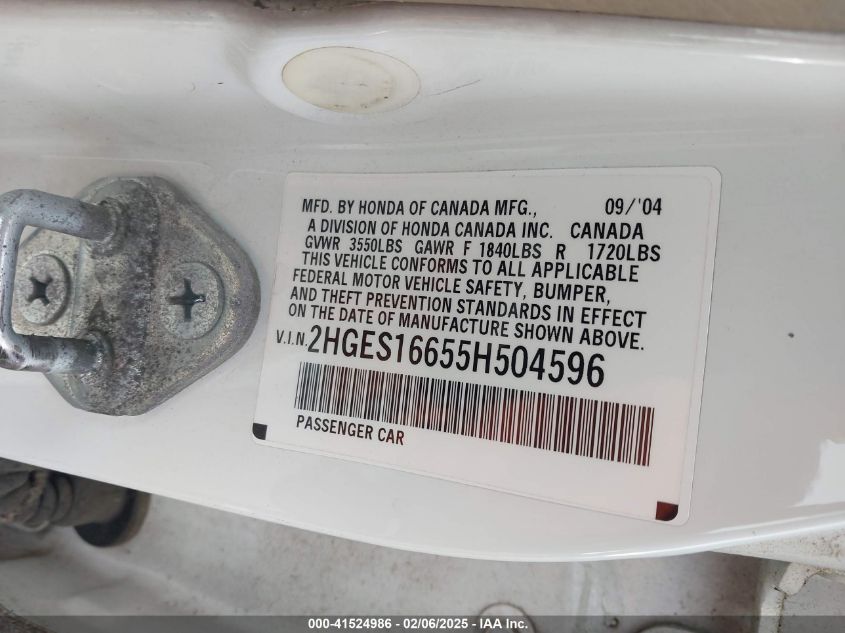 MFD. BY HONDA OF CANADA MFG., 09/'04
A DIVISION OF HONDA CANADA INC. CANADA
GVWR 3550LBS GAWR F 1840LBS R 1720LBS
THIS VEHICLE CONFORMS TO ALL APPLICABLE
FEDERAL MOTOR VEHICLE SAFETY, BUMPER,
AND THEFT PREVENTION STANDARDS IN EFFECT
ON THE DATE OF MANUFACTURE SHOWN ABOVE.
V.I.N. 2HGES16655H504596
PASSENGER CAR
000-41524986 - 02/06/2025 - IAA Inc.